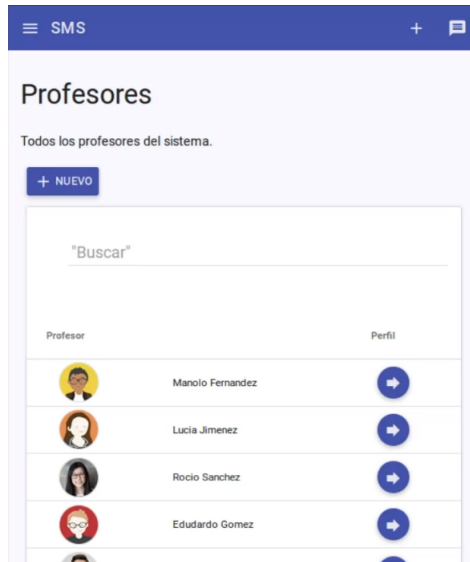 SMS
Profesores
Todos los profesores del sistema.
+ NUEVO
"Buscar"
Profesor Perfil
Manolo Fernandez
Lucia Jimenez
Rocio Sanchez
Edudardo Gomez